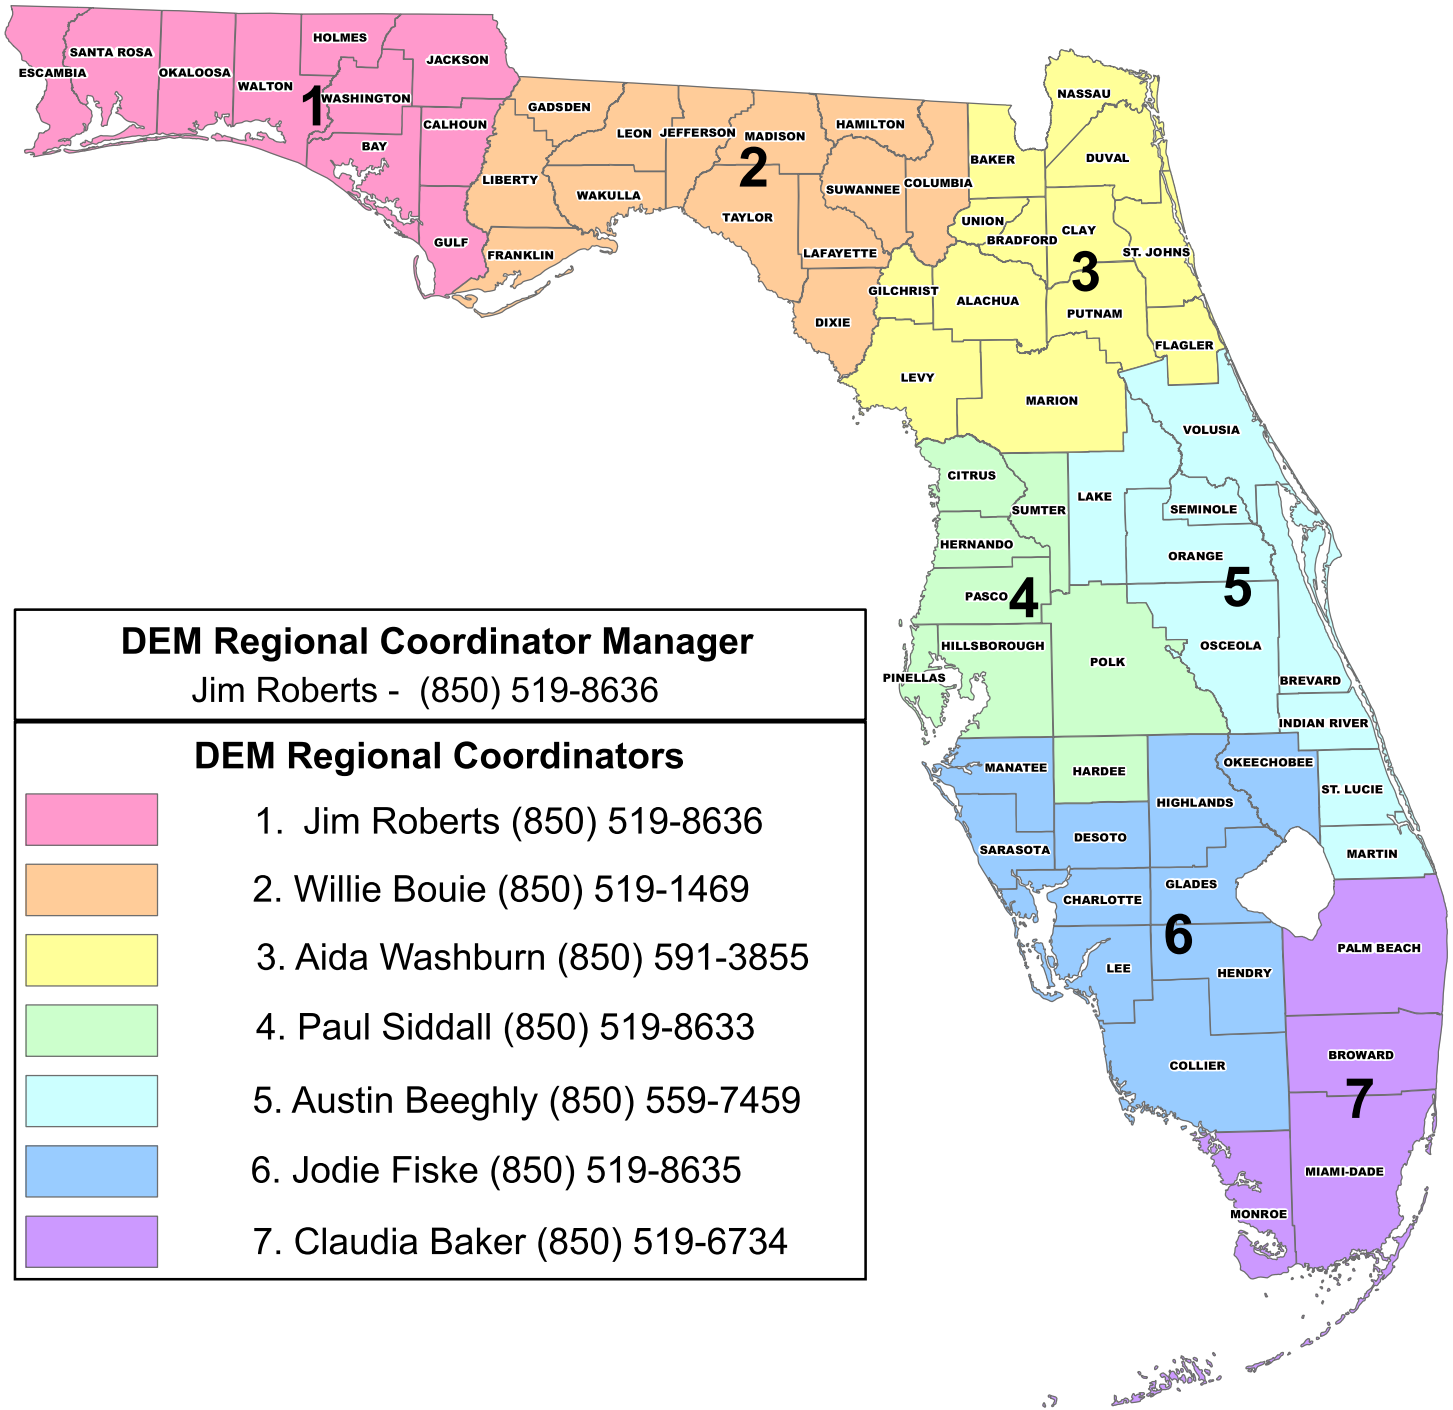 HOLMES
SANTA ROSA
JACKSON
ESCAMBIA
OKALOOSA
WALTON
1
WASHINGTON
CALHOUN
BAY
GULF
GADSDEN
LEON
JEFFERSON
MADISON
HAMILTON
2
LIBERTY
WAKULLA
SUWANNEE
COLUMBIA
TAYLOR
FRANKLIN
LAFAYETTE
DIXIE
NASSAU
BAKER
DUVAL
UNION
BRADFORD
CLAY
ST. JOHNS
3
GILCHRIST
ALACHUA
PUTNAM
FLAGLER
LEVY
MARION
VOLUSIA
CITRUS
SUMTER
LAKE
SEMINOLE
HERNANDO
ORANGE
PASCO
4
5
HILLSBOROUGH
POLK
OSCEOLA
PINELLAS
BREVARD
INDIAN RIVER
MANATEE
HARDEE
OKEECHOBEE
HIGHLANDS
ST. LUCIE
DESOTO
SARASOTA
MARTIN
CHARLOTTE
GLADES
6
LEE
HENDRY
PALM BEACH
COLLIER
BROWARD
7
MIAMI-DADE
MONROE
DEM Regional Coordinator Manager
Jim Roberts - (850) 519-8636
DEM Regional Coordinators
1. Jim Roberts (850) 519-8636
2. Willie Bouie (850) 519-1469
3. Aida Washburn (850) 591-3855
4. Paul Siddall (850) 519-8633
5. Austin Beeghly (850) 559-7459
6. Jodie Fiske (850) 519-8635
7. Claudia Baker (850) 519-6734